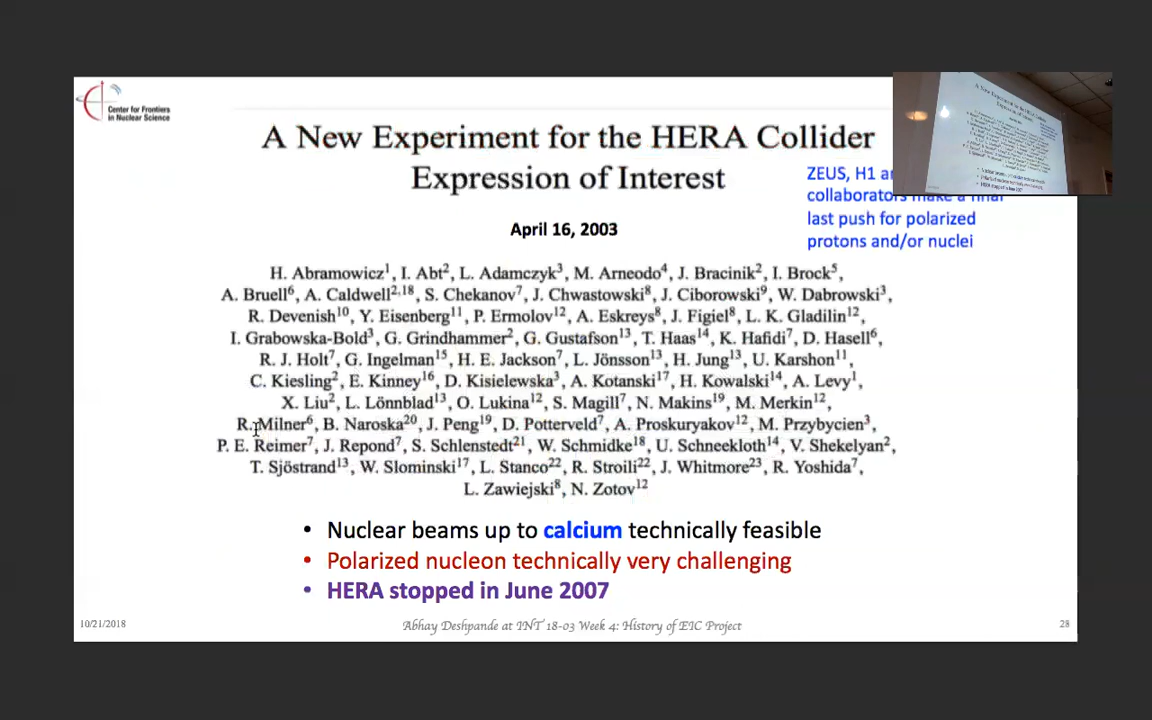 Center for Frontiers
in Nuclear Science
A New Experiment for the HERA Collider
Expression of Interest
April 16, 2003
ZEUS, H1
collaborators make a final
last push for polarized
protons and/or nuclei
H. Abramowicz¹, I. Abt², L. Adamczyk³, M. Arneodo⁴, J. Bracinik², I. Brock⁵,
A. Bruell⁶, A. Caldwell²,¹⁸, S. Chekanov⁷, J. Chwastowski⁸, J. Ciborowski⁹, W. Dabrowski³,
R. Devenish¹⁰, Y. Eisenberg¹¹, P. Ermolov¹², A. Eskreys⁸, J. Figiel⁸, L. K. Gladilin¹²,
I. Grabowska-Bold³, G. Grindhammer², G. Gustafson¹³, T. Haas¹⁴, K. Hafidi⁷, D. Hasell⁶,
R. J. Holt⁷, G. Ingelman¹⁵, H. E. Jackson⁷, L. Jönsson¹³, H. Jung¹³, U. Karshon¹¹,
C. Kiesling², E. Kinney¹⁶, D. Kisielewska³, A. Kotanski¹⁷, H. Kowalski¹⁴, A. Levy¹,
X. Liu², L. Lönnblad¹³, O. Lukina¹², S. Magill⁷, N. Makins¹⁹, M. Merkin¹²,
R. Milner⁶, B. Naroska²⁰, J. Peng¹⁹, D. Potterveld⁷, A. Proskuryakov¹², M. Przybycien³,
P. E. Reimer⁷, J. Repond⁷, S. Schlenstedt²¹, W. Schmidke¹⁸, U. Schneekloth¹⁴, V. Shekelyan²,
T. Sjöstrand¹³, W. Slominski¹⁷, L. Stanco²², R. Stroili²², J. Whitmore²³, R. Yoshida⁷,
L. Zawiejski⁸, N. Zotov¹²
• Nuclear beams up to calcium technically feasible
• Polarized nucleon technically very challenging
• HERA stopped in June 2007
10/21/2018
Abhay Deshpande at INT 18-03 Week 4: History of EIC Project
28